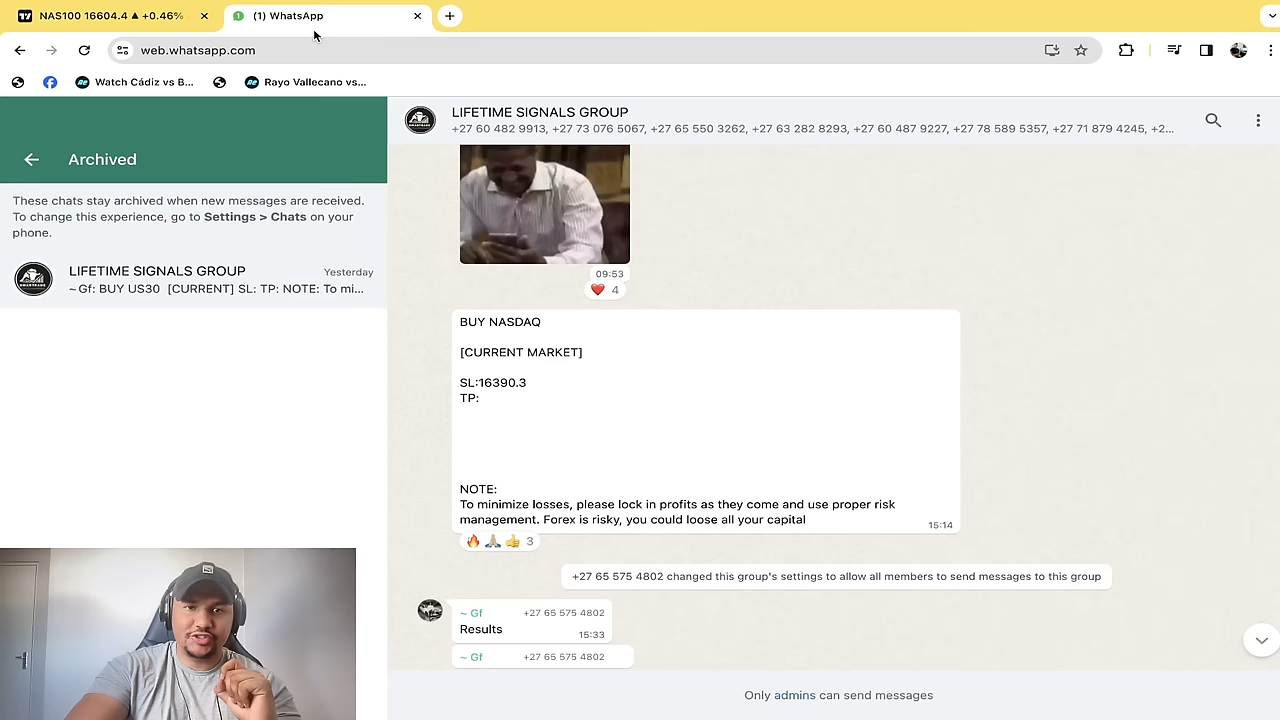 NAS100 16604.4 ▲ +0.46%
(1) WhatsApp
web.whatsapp.com
Watch Cádiz vs B...
Rayo Vallecano vs...
Archived
These chats stay archived when new messages are received.
To change this experience, go to Settings > Chats on your
phone.
LIFETIME SIGNALS GROUP
Yesterday
~ Gf: BUY US30 [CURRENT] SL: TP: NOTE: To mi...
LIFETIME SIGNALS GROUP
+27 60 482 9913, +27 73 076 5067, +27 65 550 3262, +27 63 282 8293, +27 60 487 9227, +27 78 589 5357, +27 71 879 4245, +2...
09:53
❤️ 4
BUY NASDAQ
[CURRENT MARKET]
SL:16390.3
TP:
NOTE:
To minimize losses, please lock in profits as they come and use proper risk
management. Forex is risky, you could loose all your capital
15:14
🔥 🙏🏽 👍 3
+27 65 575 4802 changed this group's settings to allow all members to send messages to this group
~ Gf +27 65 575 4802
Results
15:33
~ Gf +27 65 575 4802
Only admins can send messages